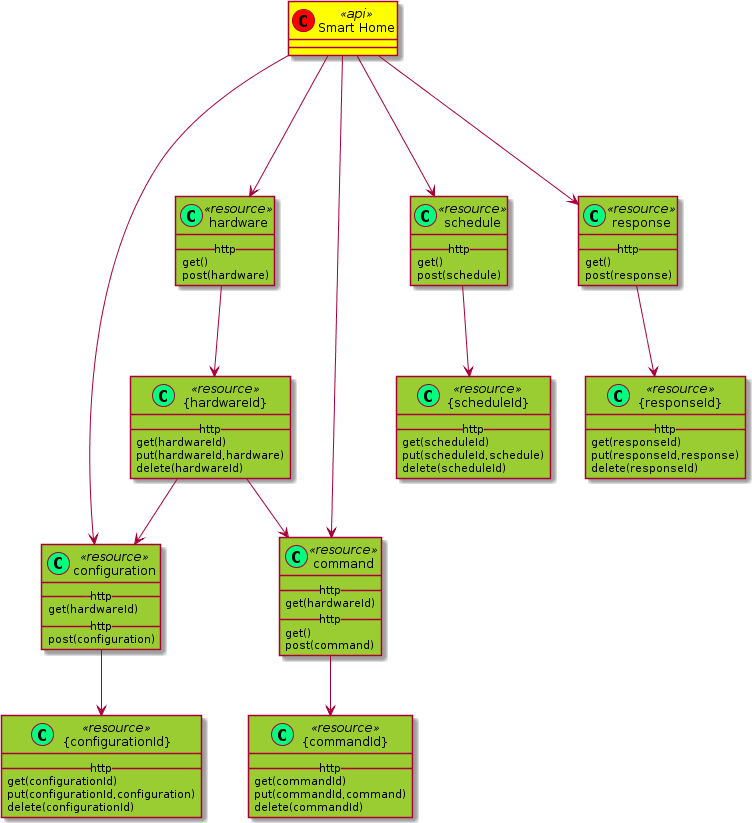 C
«api»
Smart Home
C
«resource»
hardware
http
get()
post(hardware)
C
«resource»
schedule
http
get()
post(schedule)
C
«resource»
response
http
get()
post(response)
C
«resource»
{hardwareId}
http
get(hardwareId)
put(hardwareId,hardware)
delete(hardwareId)
C
«resource»
{scheduleId}
http
get(scheduleId)
put(scheduleId,schedule)
delete(scheduleId)
C
«resource»
{responseId}
http
get(responseId)
put(responseId,response)
delete(responseId)
C
«resource»
configuration
http
get(hardwareId)
http
post(configuration)
C
«resource»
command
http
get(hardwareId)
http
get()
post(command)
C
«resource»
{configurationId}
http
get(configurationId)
put(configurationId,configuration)
delete(configurationId)
C
«resource»
{commandId}
http
get(commandId)
put(commandId,command)
delete(commandId)